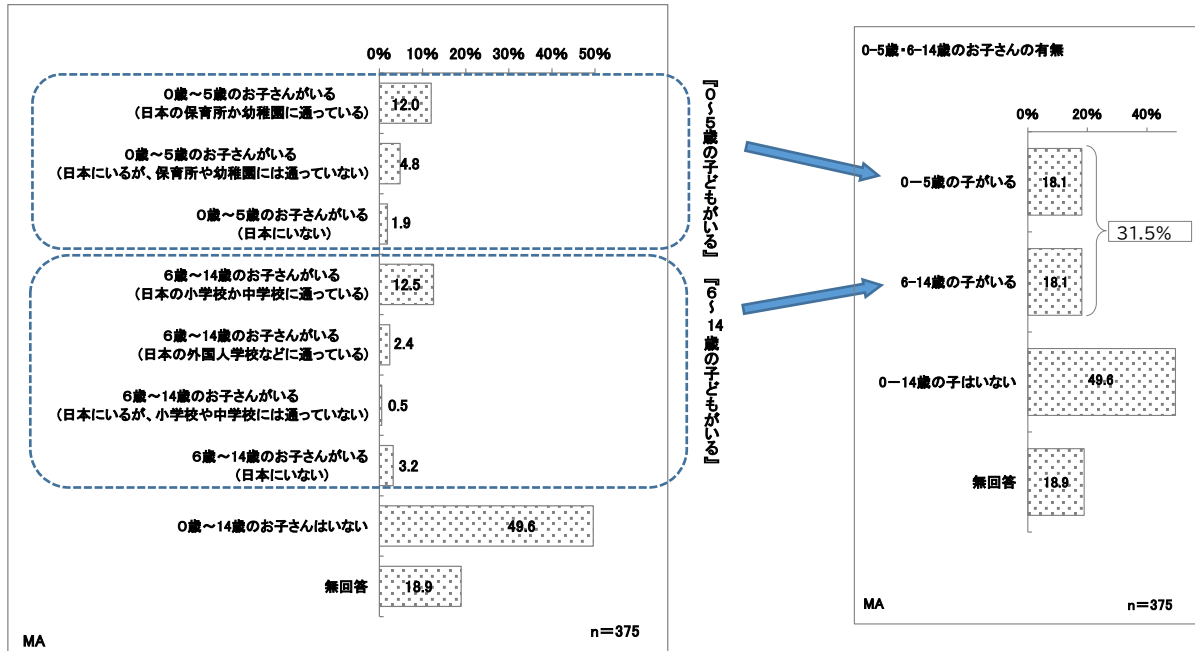 0% 10% 20% 30% 40% 50%
0歳～5歳のお子さんがいる
(日本の保育所か幼稚園に通っている)
12.0
0歳～5歳のお子さんがいる
(日本にいるが、保育所や幼稚園には通っていない)
4.8
0歳～5歳のお子さんがいる
(日本にいない)
1.9
6歳～14歳のお子さんがいる
(日本の小学校か中学校に通っている)
12.5
6歳～14歳のお子さんがいる
(日本の外国人学校などに通っている)
2.4
6歳～14歳のお子さんがいる
(日本にいるが、小学校や中学校には通っていない)
0.5
6歳～14歳のお子さんがいる
(日本にいない)
3.2
0歳～14歳のお子さんはいない
49.6
無回答
18.9
MA
n=375
『0～5歳の子どもがいる』
『6～14歳の子どもがいる』
0-5歳・6-14歳のお子さんの有無
0% 20% 40%
0-5歳の子がいる
18.1
31.5%
6-14歳の子がいる
18.1
0-14歳の子はいない
49.6
無回答
18.9
MA
n=375